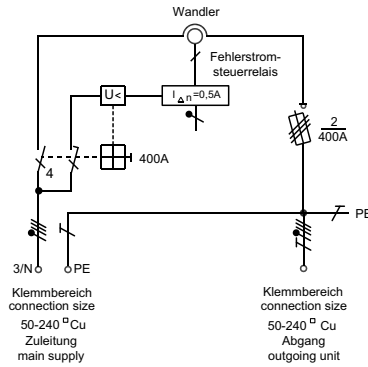 Wandler
Fehlerstrom-
steuerrelais
U<
I Δn=0,5A
2
400A
4
400A
PE
3/N
PE
Klemmbereich
connection size
50-240 □ Cu
Zuleitung
main supply
Klemmbereich
connection size
50-240 □ Cu
Abgang
outgoing unit